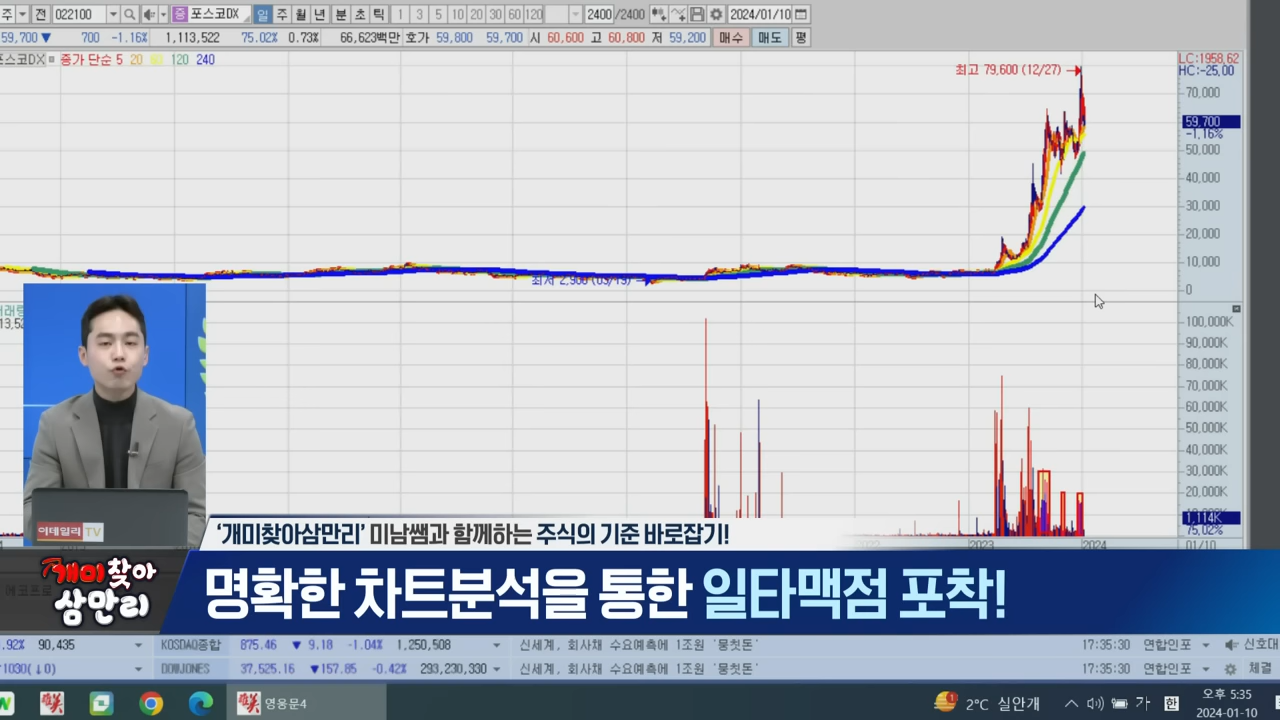 주 전 022100 중 포스코DX 일 주 월 년 분 초 틱 1 3 5 10 20 30 60 120 2400 /2400 2024/01/10
59,700 ▼ 700 -1.16% 1,113,522 75.02% 0.73% 66,623백만 호가 59,800 59,700 시 60,600 고 60,800 저 59,200 매수 매도 평
포스코DX 종가 단순 5 20 60 120 240
최고 79,600 (12/27) →
LC:1958.62
HC:-25.00
70,000
59,700
-1.16%
50,000
40,000
30,000
20,000
10,000
0
최저 2,900 (03/19) →
100,000K
90,000K
80,000K
70,000K
60,000K
50,000K
40,000K
30,000K
20,000K
1,114K
75.02%
2023
2024
01/10
이데일리 TV
'개미찾아삼만리' 미남쌤과 함께하는 주식의 기준 바로잡기!
개미찾아
삼만리
명확한 차트분석을 통한 일타맥점 포착!
.92% 90,435 KOSDAQ종합 875.46 ▼ 9.18 -1.04% 1,250,508 신세계, 회사채 수요예측에 1조원 '뭉칫돈' 17:35:30 연합인포 신호대
1030(↓0) DOWJONES 37,525.16 ▼157.85 -0.42% 293,230,330 신세계, 회사채 수요예측에 1조원 '뭉칫돈' 17:35:30 연합인포 체결
영웅문4
2°C 실안개
가 한
오후 5:35
2024-01-10